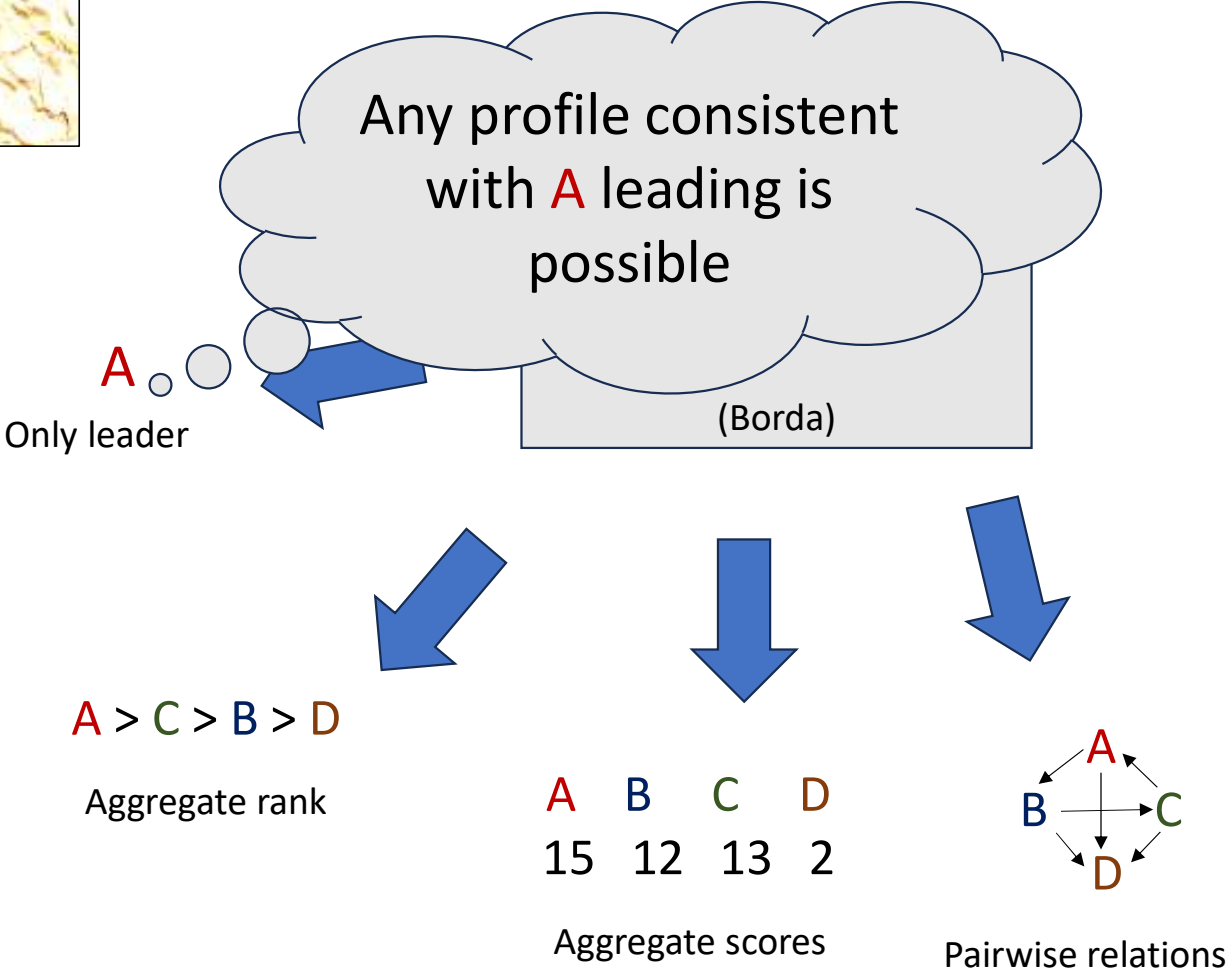 Any profile consistent
with A leading is
possible
A
Only leader
(Borda)
A > C > B > D
Aggregate rank
A B C D
15 12 13 2
Aggregate scores
A
B C
D
Pairwise relations